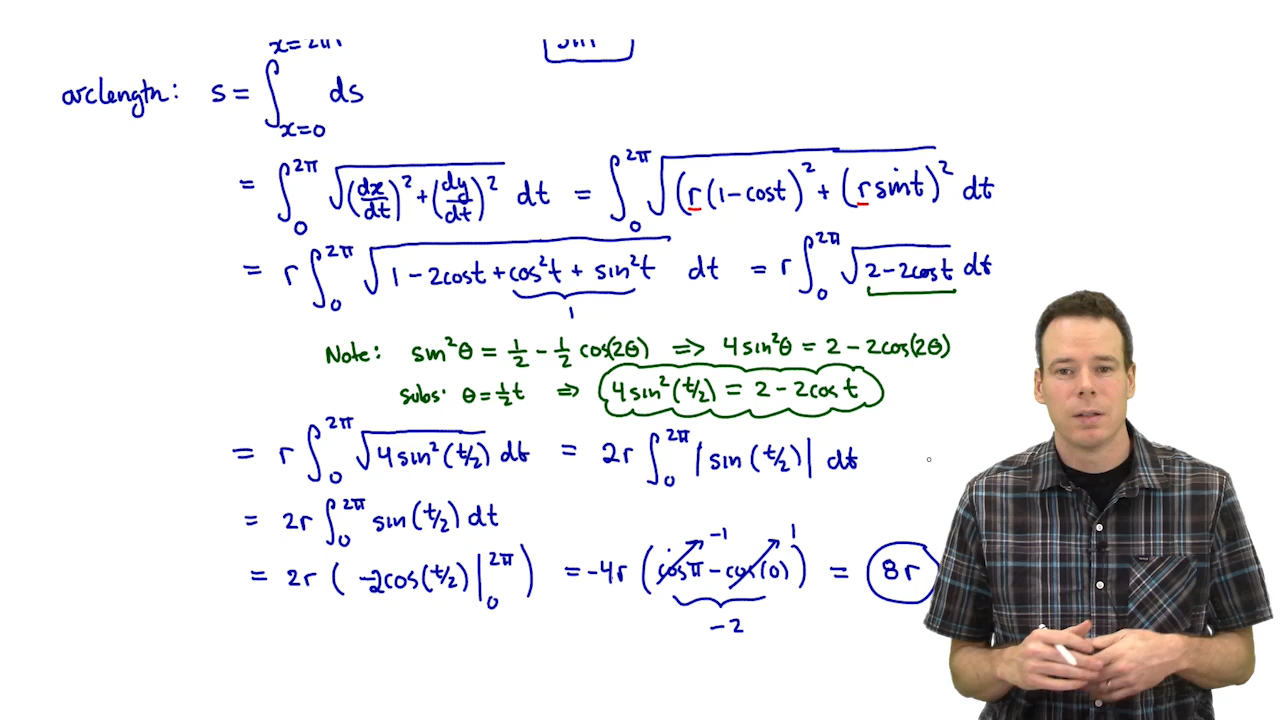 x=2πr
sin
arclength: s = ∫_{x=0} ds
= ∫_0^{2π} √((dx/dt)² + (dy/dt)²) dt = ∫_0^{2π} √((r(1-cost)² + (r sint)² dt
= r ∫_0^{2π} √(1 - 2cost + cos²t + sin²t) dt = r ∫_0^{2π} √(2-2cost) dt
1
Note: sin²θ = 1/2 - 1/2 cos(2θ) ⇒ 4sin²θ = 2 - 2cos(2θ)
subs: θ = 1/2 t ⇒ 4sin²(t/2) = 2 - 2cos t
= r ∫_0^{2π} √(4sin²(t/2)) dt = 2r ∫_0^{2π} |sin(t/2)| dt
= 2r ∫_0^{2π} sin(t/2) dt
-1 1
= 2r ( -2cos(t/2) |_0^{2π} ) = -4r (cosπ - cos(0)) = 8r
-2